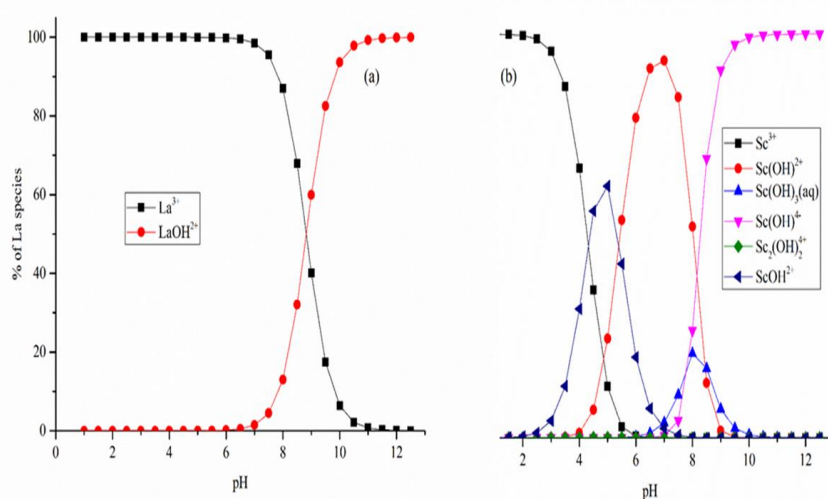 100
80
60
40
20
0
% of La species
0 2 4 6 8 10 12
pH
(a)
La³⁺
LaOH²⁺
(b)
Sc³⁺
Sc(OH)²⁺
Sc(OH)₃(aq)
Sc(OH)⁴⁻
Sc₂(OH)₂⁴⁺
ScOH²⁺
2 4 6 8 10 12
pH